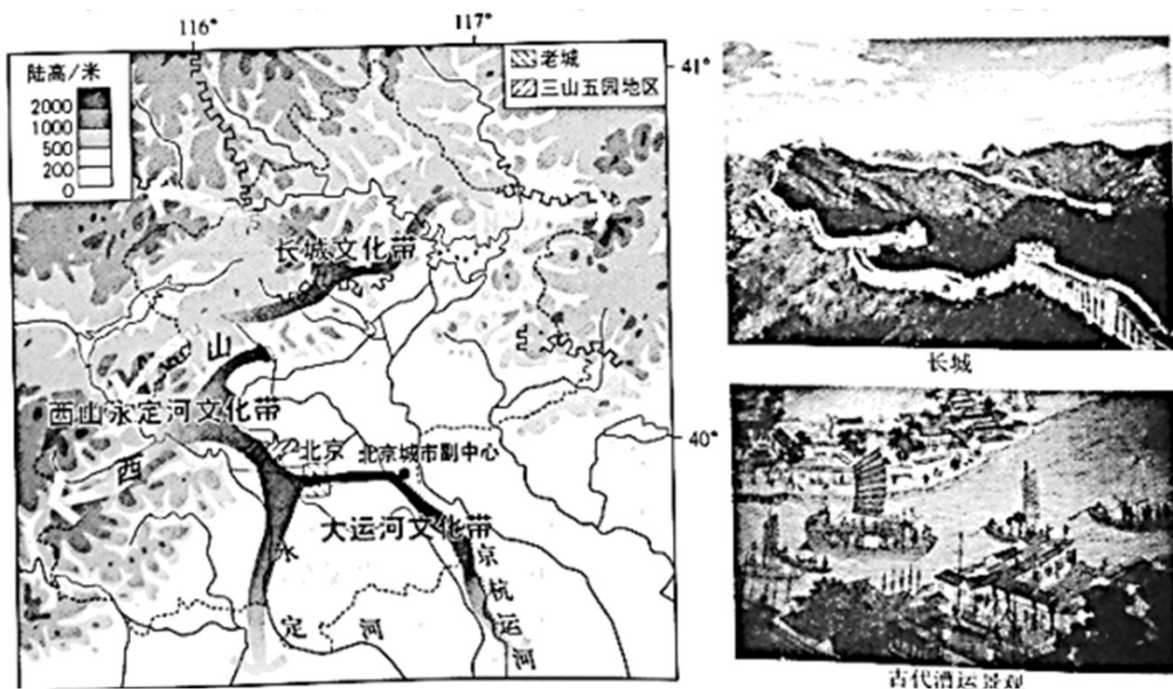 116°
117°
陆高/米
2000
1000
500
200
0
老城
三山五园地区
41°
长城文化带
山
西山永定河文化带
西
北京
北京城市副中心
40°
大运河文化带
永
定
河
京
杭
运
河
长城
古代漕运景观